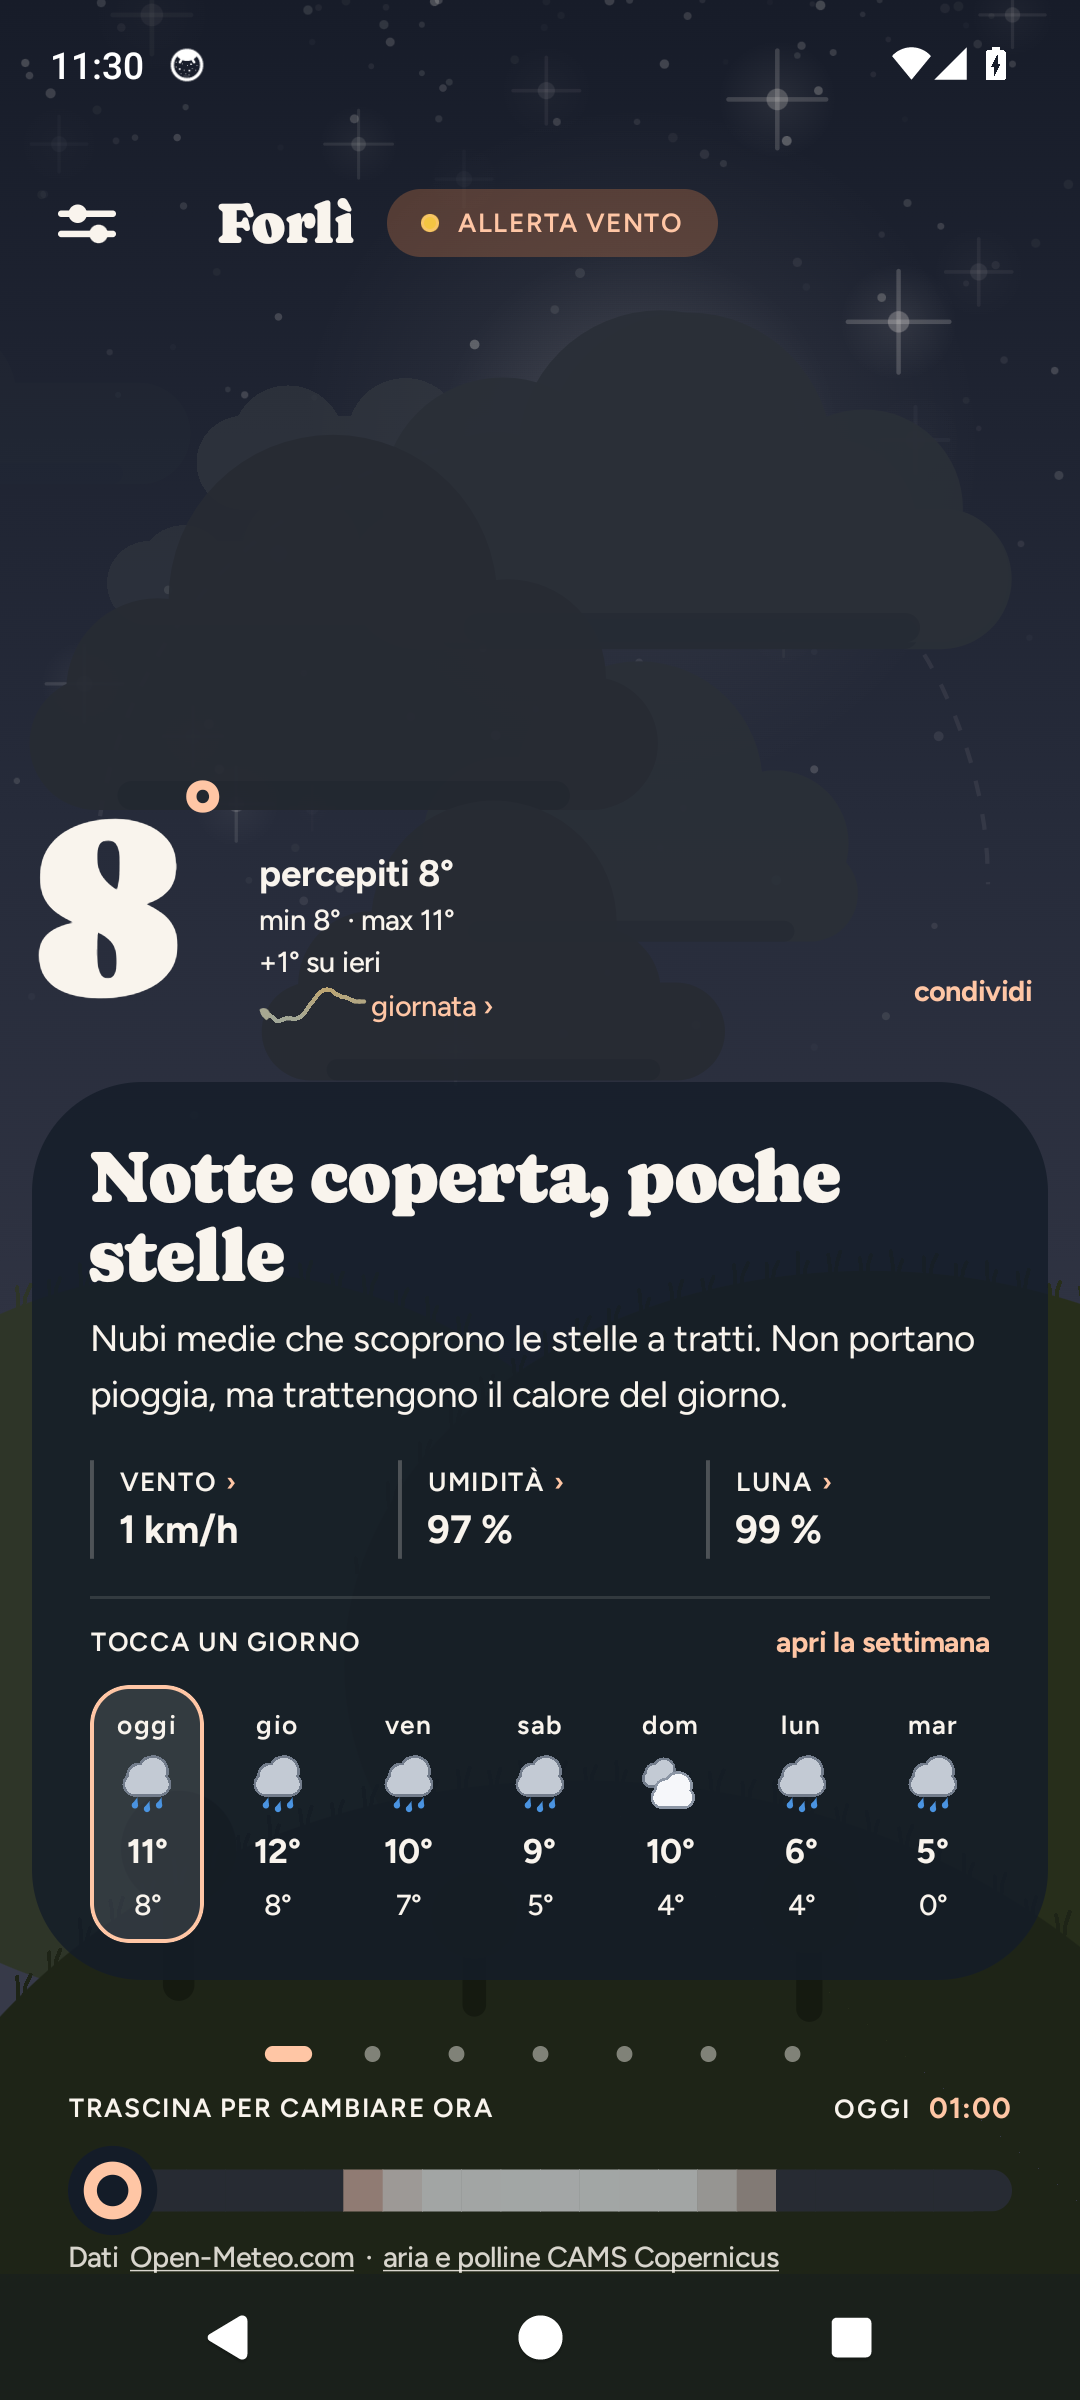 11:30
Forlì
ALLERTA VENTO
8
percepiti 8°
min 8° · max 11°
+1° su ieri
giornata ›
condividi
Notte coperta, poche
stelle
Nubi medie che scoprono le stelle a tratti. Non portano
pioggia, ma trattengono il calore del giorno.
VENTO › UMIDITÀ › LUNA ›
1 km/h 97 % 99 %
TOCCA UN GIORNO apri la settimana
oggi gio ven sab dom lun mar
11° 12° 10° 9° 10° 6° 5°
8° 8° 7° 5° 4° 4° 0°
TRASCINA PER CAMBIARE ORA OGGI 01:00
Dati Open-Meteo.com · aria e polline CAMS Copernicus